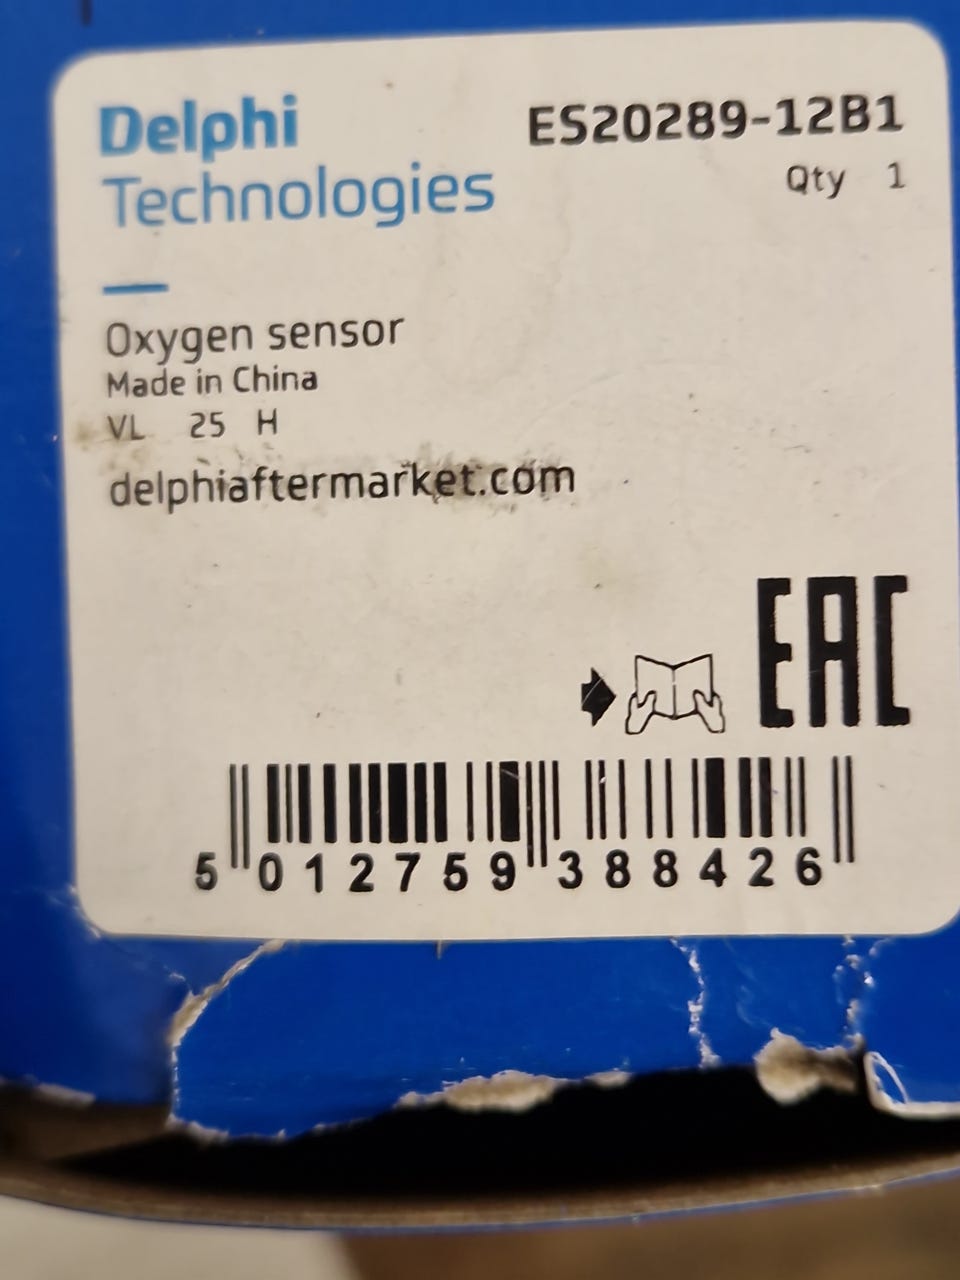 Delphi
Technologies
ES20289-12B1
Qty 1
Oxygen sensor
Made in China
VL 25 H
delphiaftermarket.com
EAC
5 012759 388426